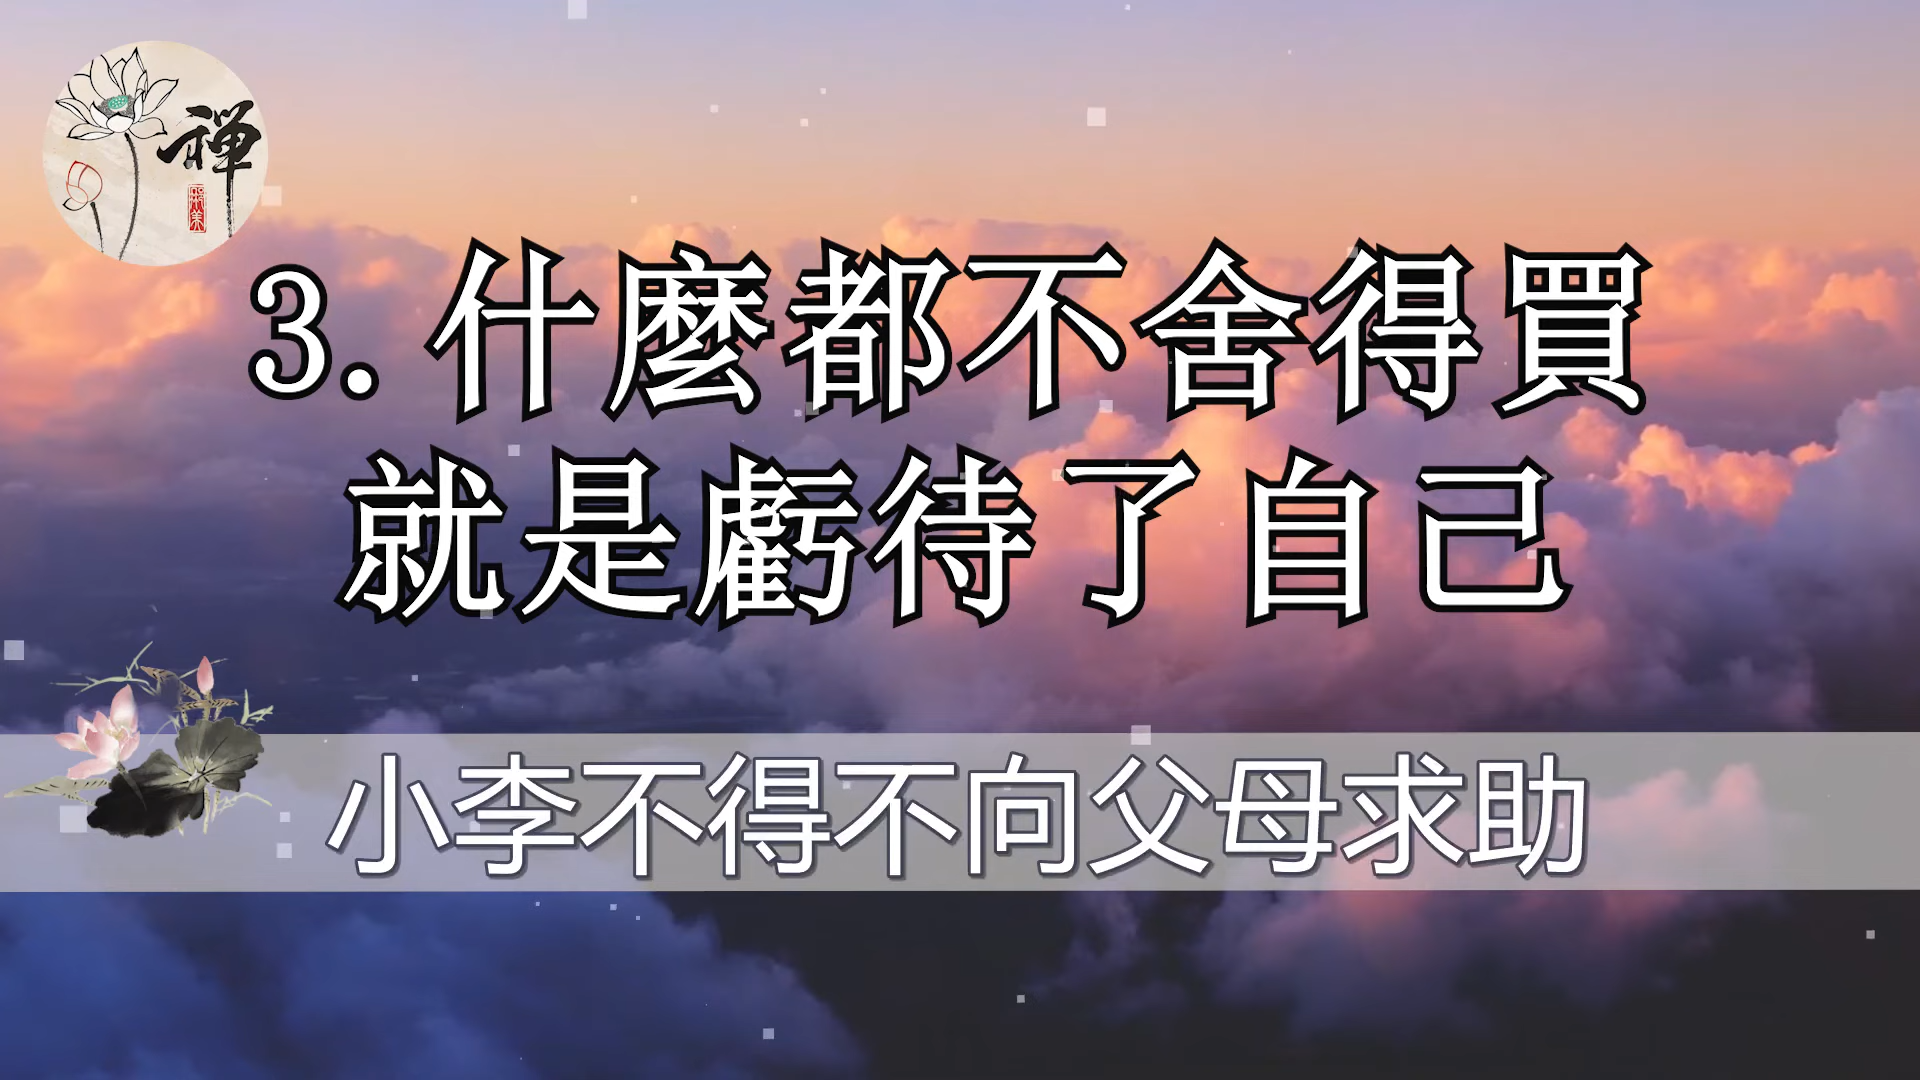 禅
3.什麼都不舍得買
就是虧待了自己
小李不得不向父母求助